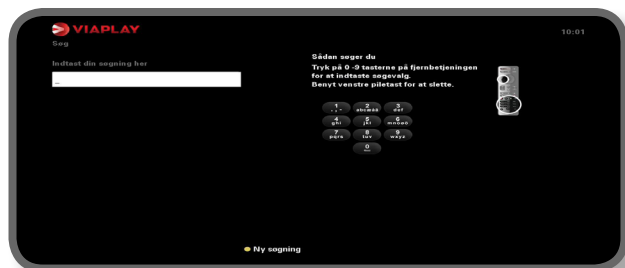 VIAPLAY
10:01
Søg
Indtast din søgning her
_
Sådan søger du
Tryk på 0 -9 tasterne på fjernbetjeningen
for at indtaste søgevalg.
Benyt venstre piletast for at slette.
1 2 3
abcæåä def
4 5 6
ghi jkl mnoøö
7 8 9
pqrs tuv wxyz
0
Ny søgning